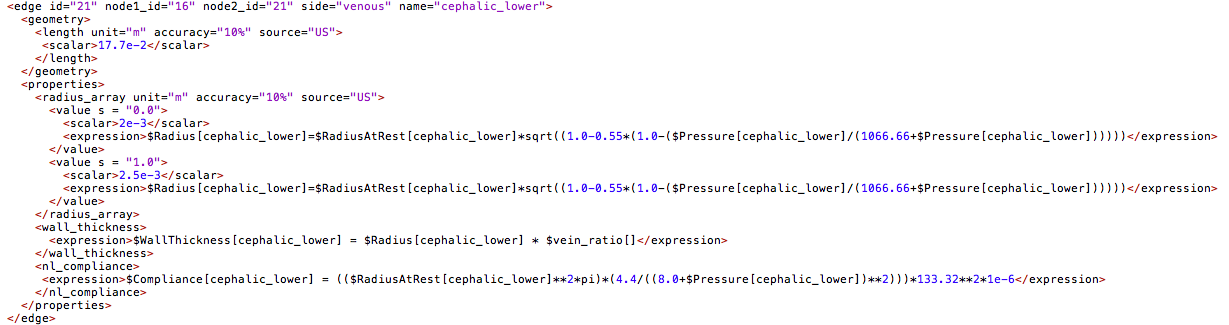 <edge id="21" node1_id="16" node2_id="21" side="venous" name="cephalic_lower">
<geometry>
<length unit="m" accuracy="10%" source="US">
<scalar>17.7e-2</scalar>
</length>
</geometry>
<properties>
<radius_array unit="m" accuracy="10%" source="US">
<value s = "0.0">
<scalar>2e-3</scalar>
<expression>$Radius[cephalic_lower]=$RadiusAtRest[cephalic_lower]*sqrt((1.0-0.55*(1.0-($Pressure[cephalic_lower]/(1066.66+$Pressure[cephalic_lower])))))</expression>
</value>
<value s = "1.0">
<scalar>2.5e-3</scalar>
<expression>$Radius[cephalic_lower]=$RadiusAtRest[cephalic_lower]*sqrt((1.0-0.55*(1.0-($Pressure[cephalic_lower]/(1066.66+$Pressure[cephalic_lower])))))</expression>
</value>
</radius_array>
<wall_thickness>
<expression>$WallThickness[cephalic_lower] = $Radius[cephalic_lower] * $vein_ratio[]</expression>
</wall_thickness>
<nl_compliance>
<expression>$Compliance[cephalic_lower] = (($RadiusAtRest[cephalic_lower]**2*pi)*(4.4/((8.0+$Pressure[cephalic_lower])**2)))*133.32**2*1e-6</expression>
</nl_compliance>
</properties>
</edge>